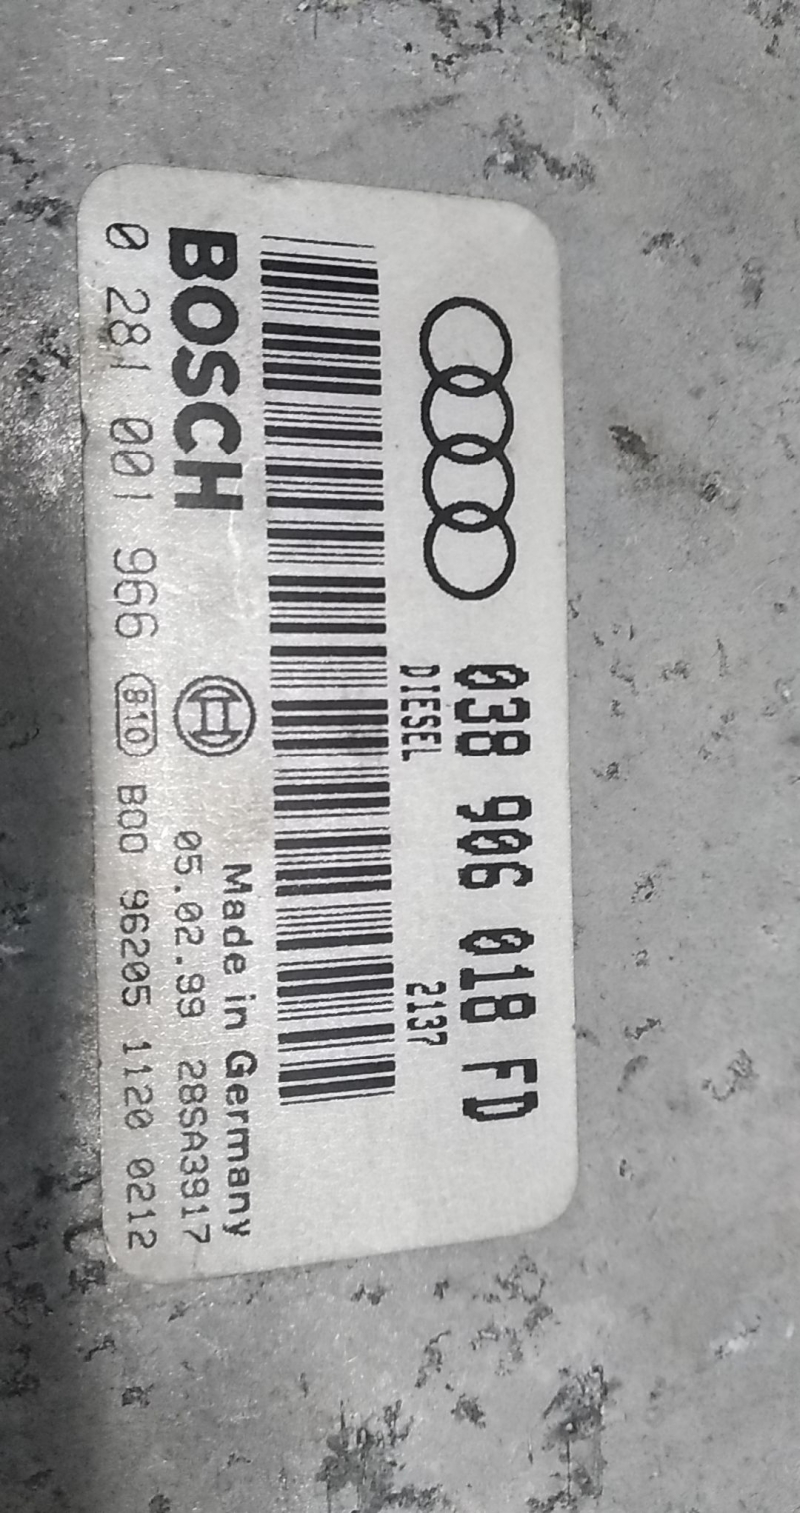 038 906 018 FD
DIESEL 2137
BOSCH
Made in Germany
05.02.99 28SA3917
0 281 001 966 810 B00 96205 1120 0212